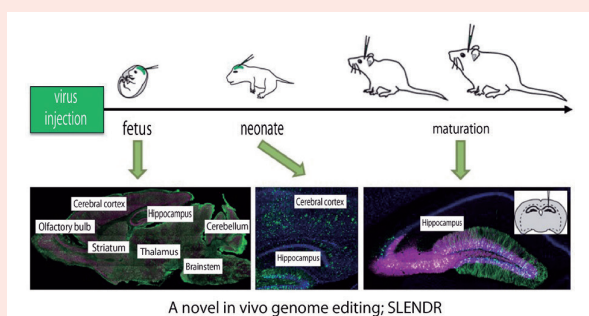 virus
injection
fetus
neonate
maturation
Cerebral cortex
Hippocampus
Olfactory bulb
Cerebellum
Striatum
Thalamus
Brainstem
Cerebral cortex
Hippocampus
Hippocampus
A novel in vivo genome editing; SLENDR